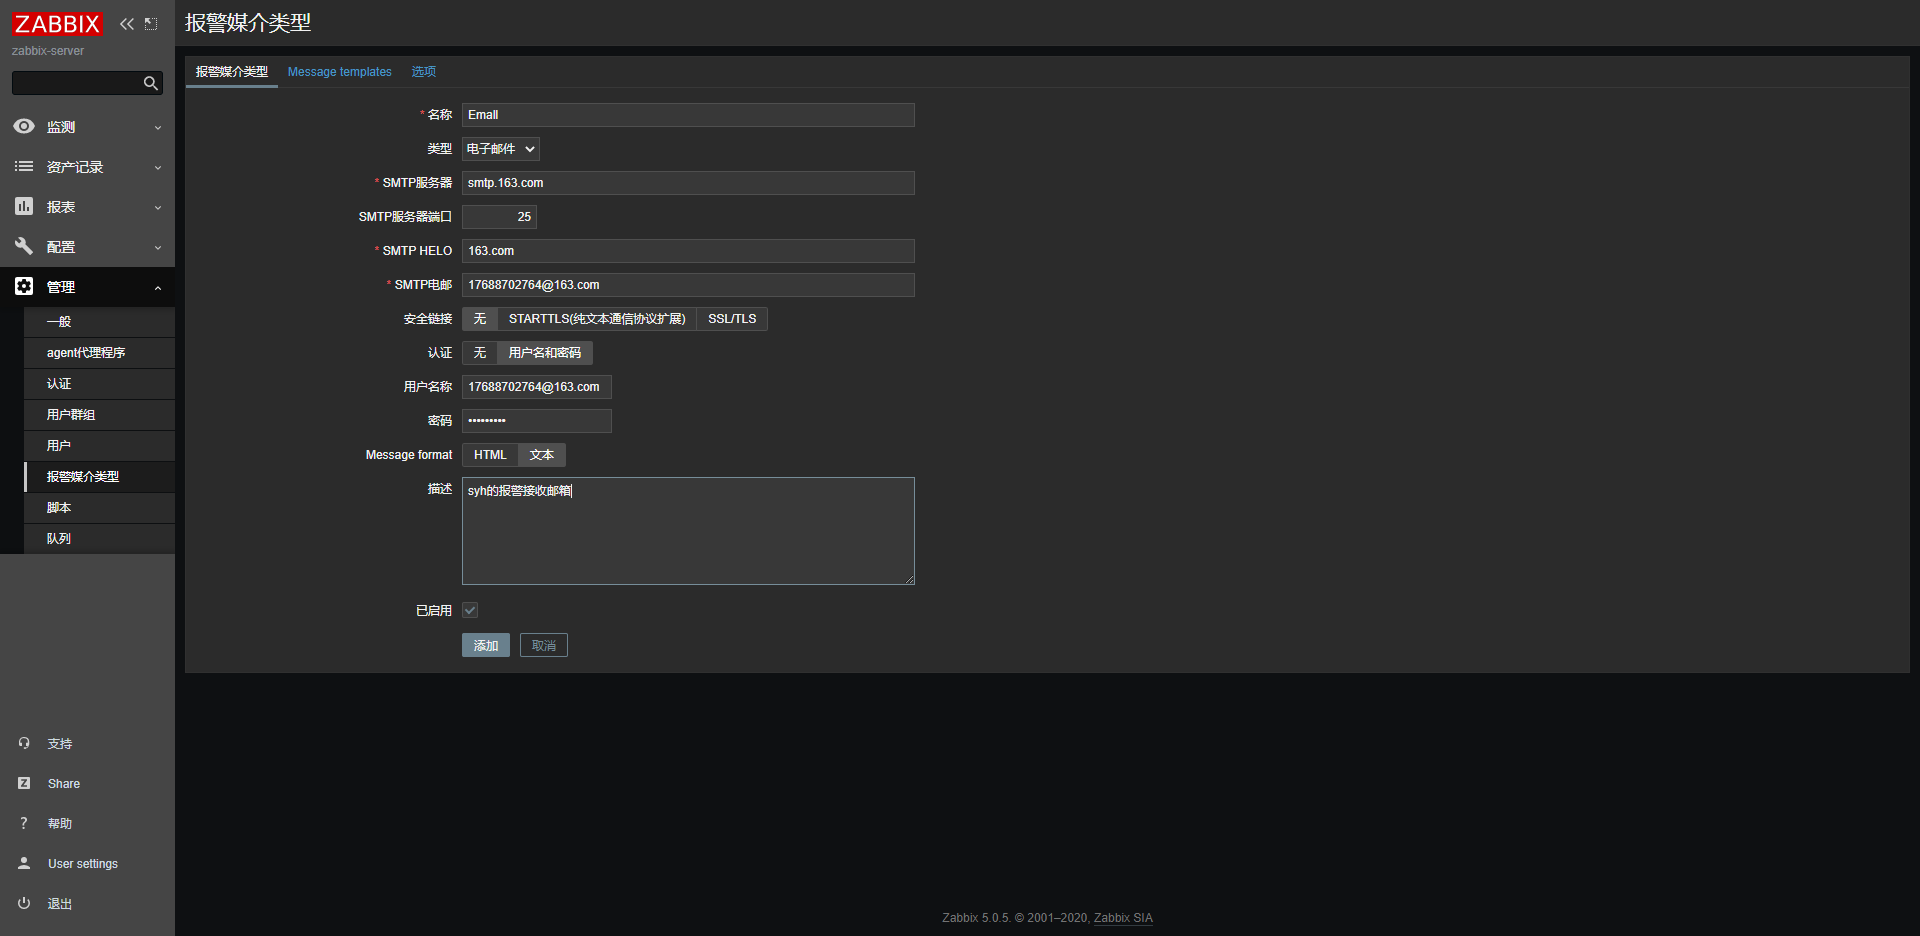 ZABBIX
zabbix-server
监测
资产记录
报表
配置
管理
一般
agent代理程序
认证
用户群组
用户
报警媒介类型
脚本
队列
支持
Share
帮助
User settings
退出
报警媒介类型
报警媒介类型 Message templates 选项
* 名称 Emall
类型 电子邮件
* SMTP服务器 smtp.163.com
SMTP服务器端口 25
* SMTP HELO 163.com
* SMTP电邮 17688702764@163.com
安全链接 无 STARTTLS(纯文本通信协议扩展) SSL/TLS
认证 无 用户名和密码
用户名称 17688702764@163.com
密码 •••••••••
Message format HTML 文本
描述 syh的报警接收邮箱
已启用
添加 取消
Zabbix 5.0.5. © 2001–2020, Zabbix SIA